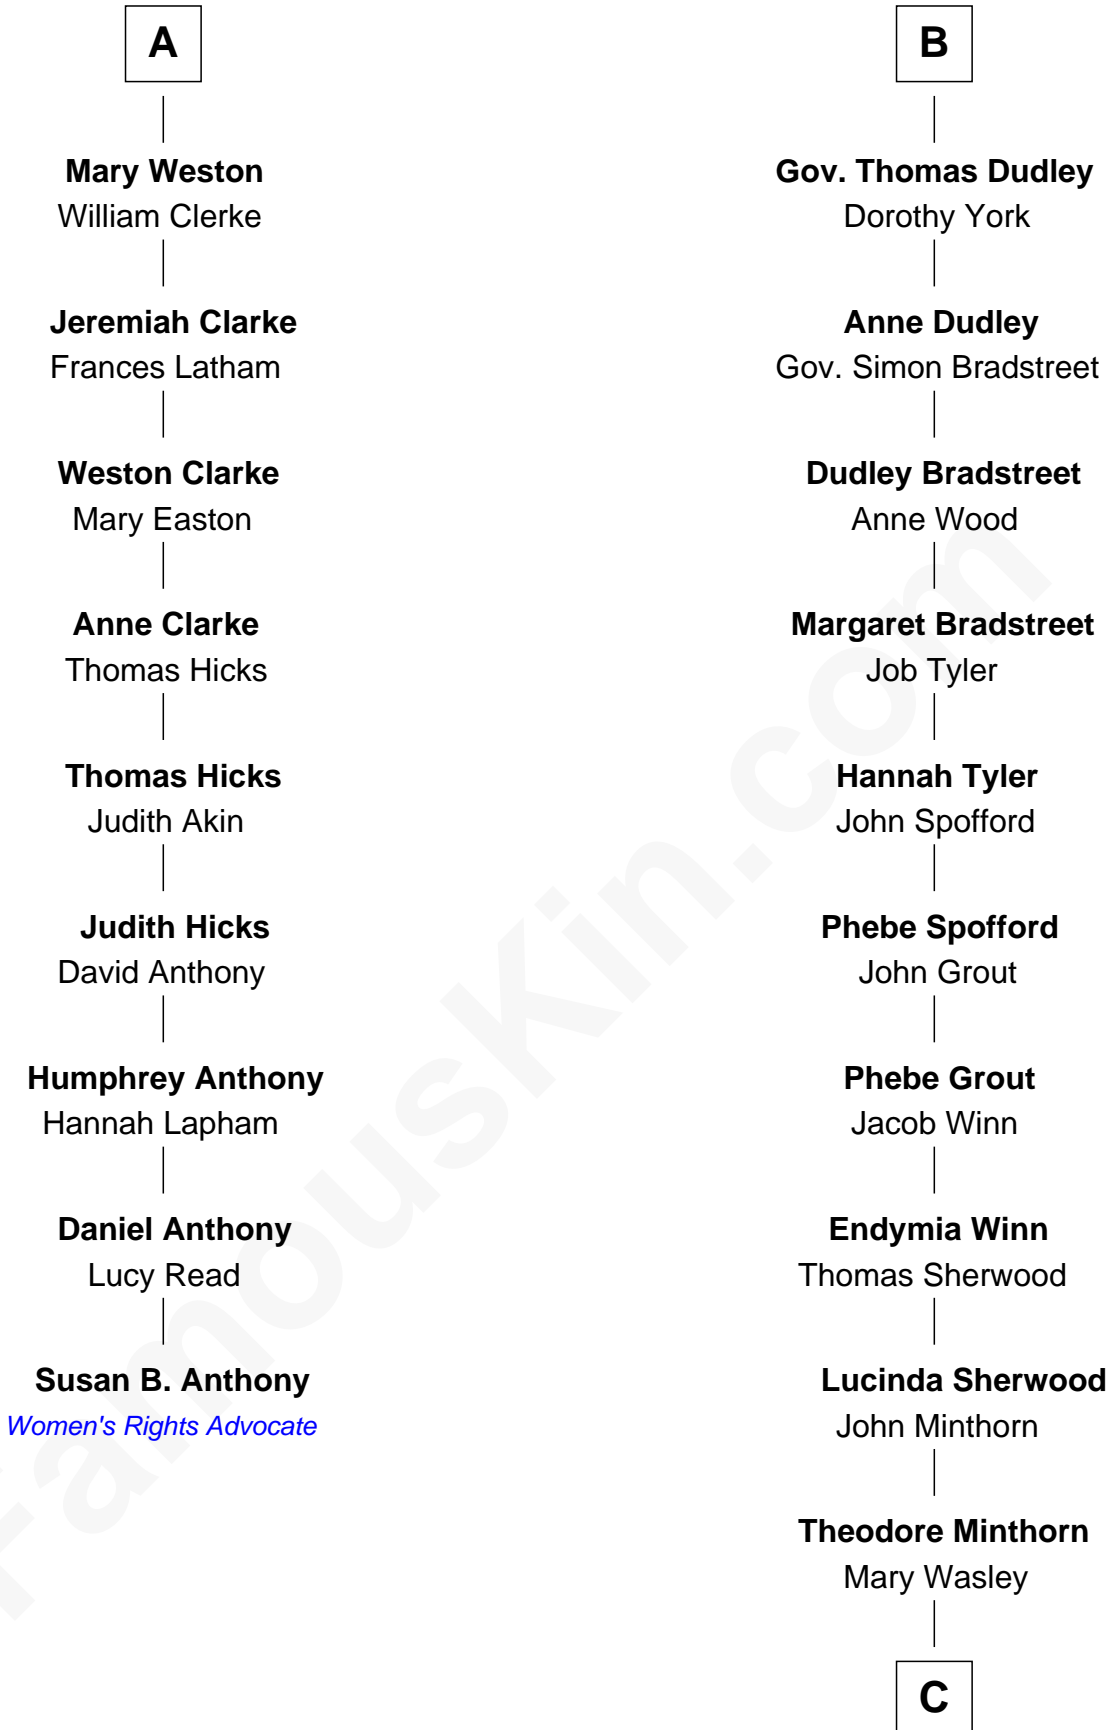 A
Mary Weston
William Clerke
Jeremiah Clarke
Frances Latham
Weston Clarke
Mary Easton
Anne Clarke
Thomas Hicks
Thomas Hicks
Judith Akin
Judith Hicks
David Anthony
Humphrey Anthony
Hannah Lapham
Daniel Anthony
Lucy Read
Susan B. Anthony
Women's Rights Advocate
B
Gov. Thomas Dudley
Dorothy York
Anne Dudley
Gov. Simon Bradstreet
Dudley Bradstreet
Anne Wood
Margaret Bradstreet
Job Tyler
Hannah Tyler
John Spofford
Phebe Spofford
John Grout
Phebe Grout
Jacob Winn
Endymia Winn
Thomas Sherwood
Lucinda Sherwood
John Minthorn
Theodore Minthorn
Mary Wasley
C
FamousKin.com